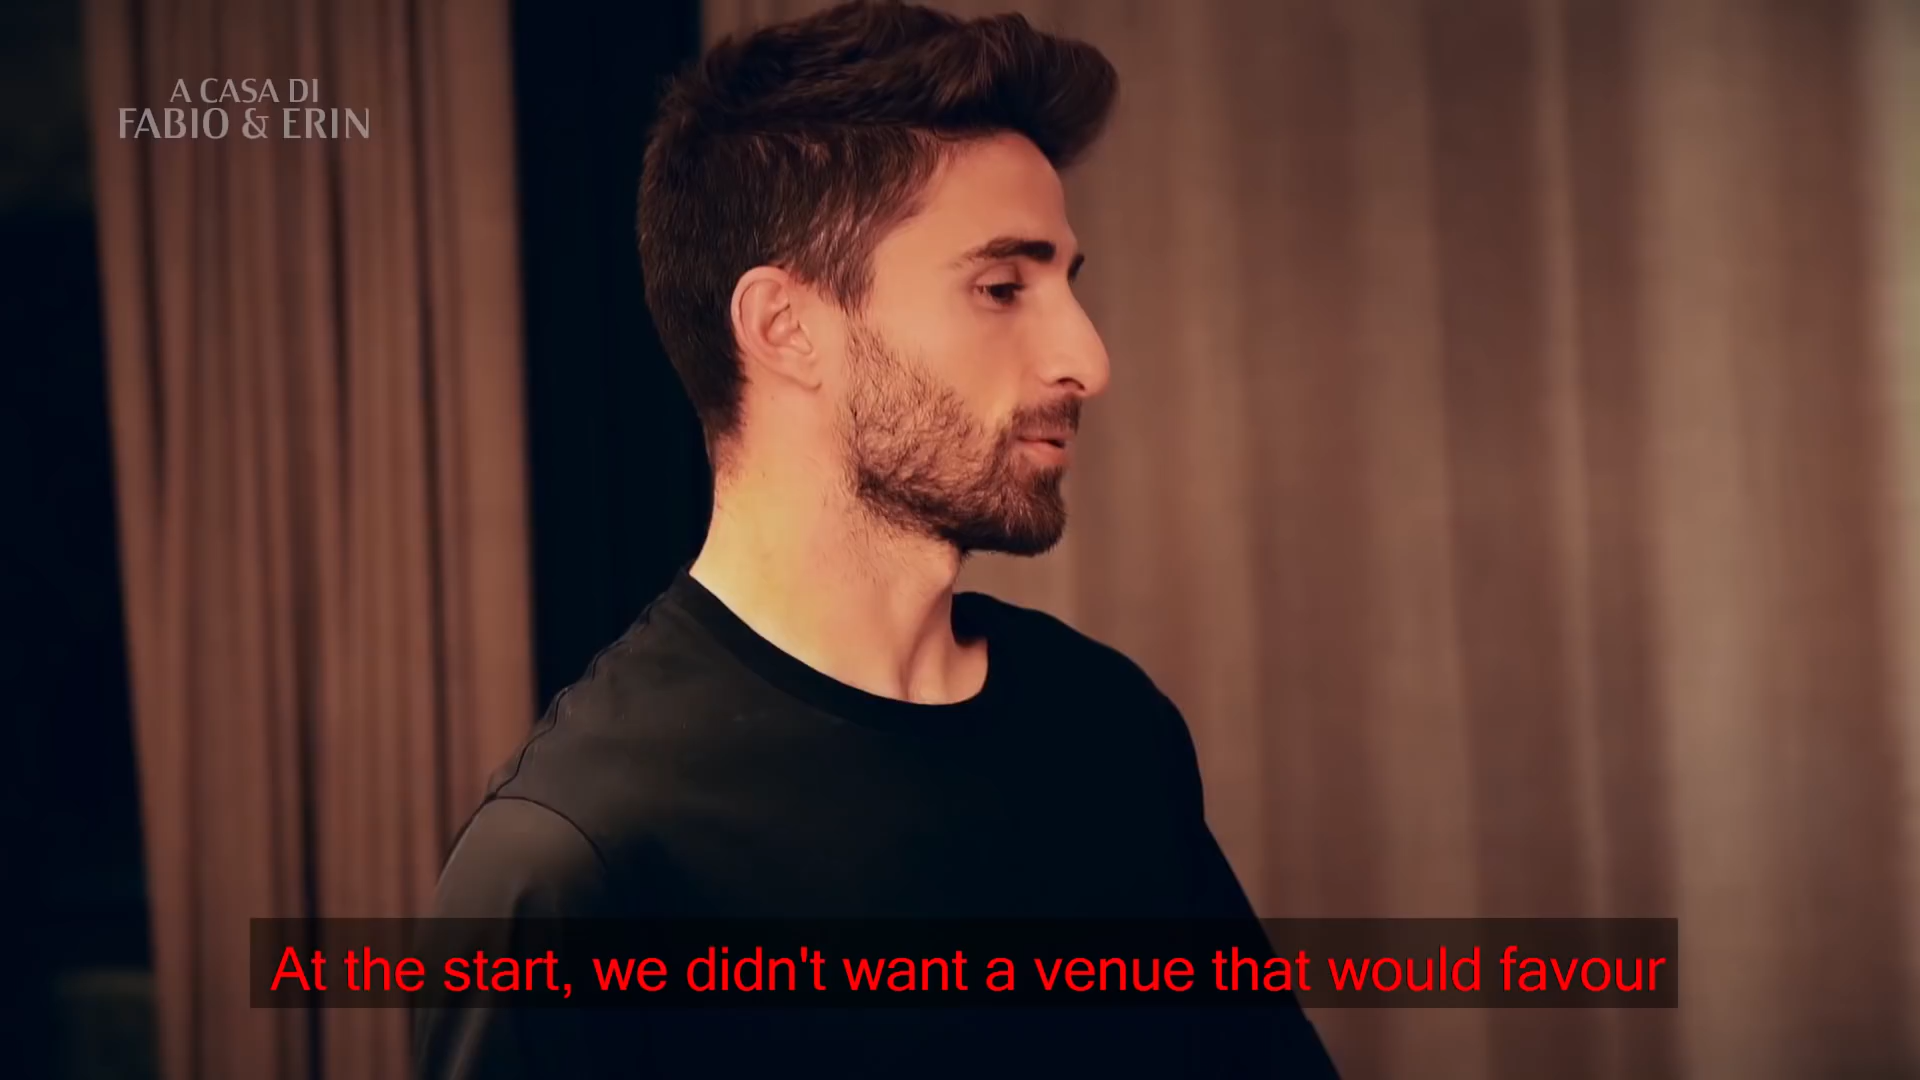 A CASA DI
FABIO & ERIN
At the start, we didn't want a venue that would favour